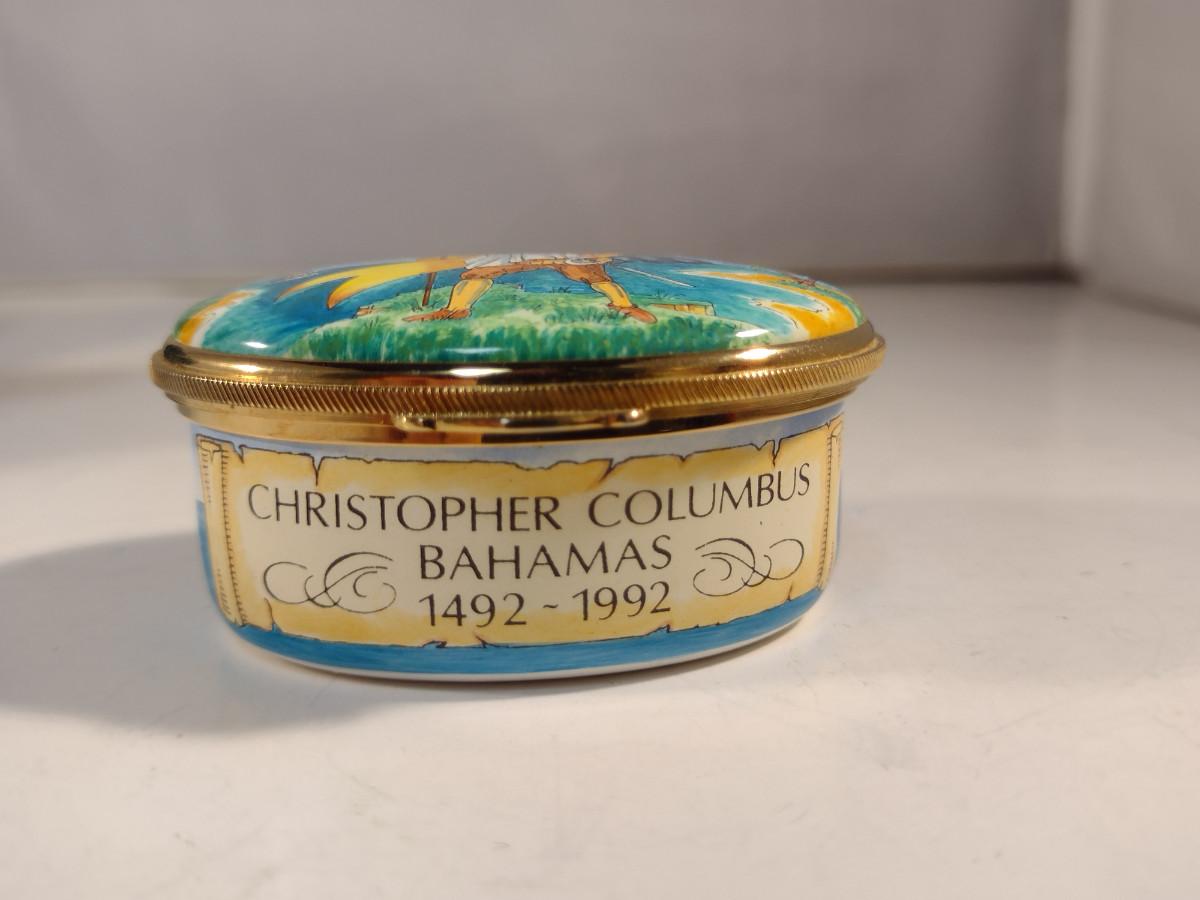 CHRISTOPHER COLUMBUS
BAHAMAS
1492 ~ 1992